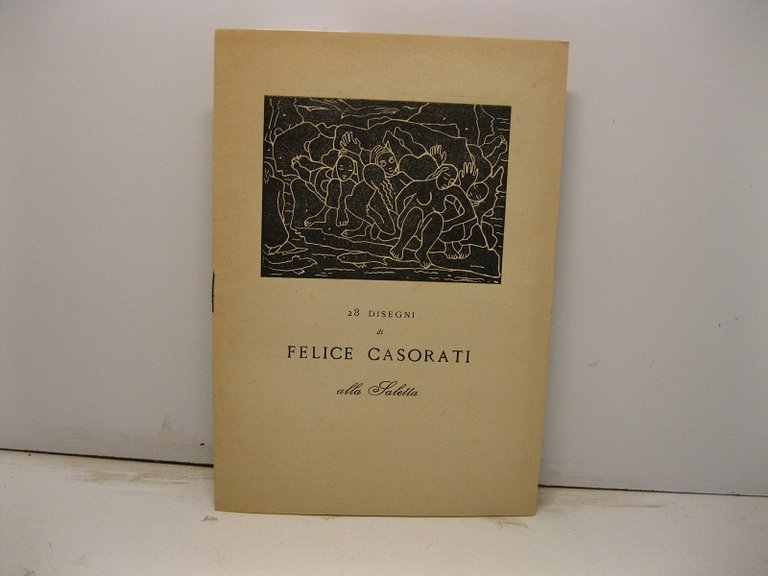 28 DISEGNI
di
FELICE CASORATI
alla Saletta